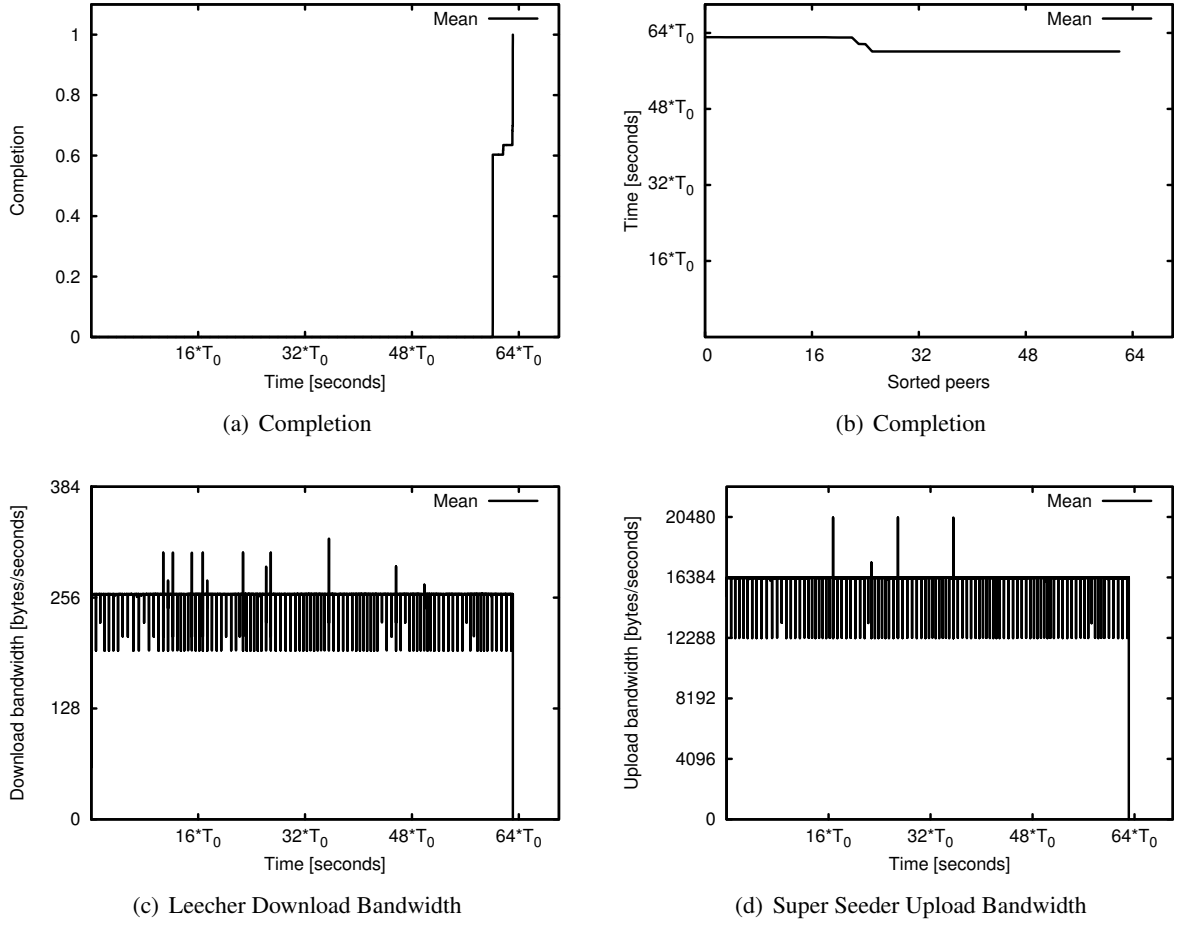 Mean
1
0.8
0.6
0.4
0.2
0
Completion
16*T0 32*T0 48*T0 64*T0
Time [seconds]
(a) Completion
Mean
64*T0
48*T0
32*T0
16*T0
Time [seconds]
0 16 32 48 64
Sorted peers
(b) Completion
Mean
384
256
128
0
Download bandwidth [bytes/seconds]
16*T0 32*T0 48*T0 64*T0
Time [seconds]
(c) Leecher Download Bandwidth
Mean
20480
16384
12288
8192
4096
0
Upload bandwidth [bytes/seconds]
16*T0 32*T0 48*T0 64*T0
Time [seconds]
(d) Super Seeder Upload Bandwidth